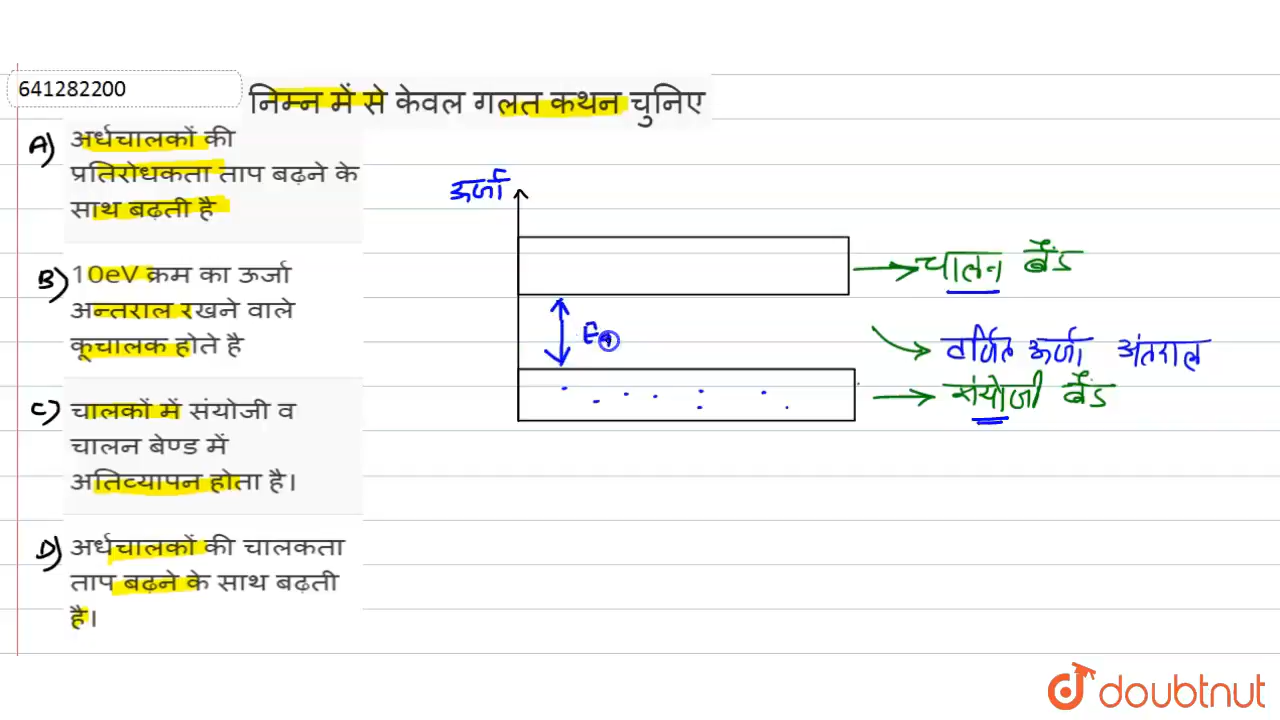 641282200
निम्न में से केवल गलत कथन चुनिए
A) अर्धचालकों की
प्रतिरोधकता ताप बढ़ने के
साथ बढ़ती है
B) 10eV क्रम का ऊर्जा
अन्तराल रखने वाले
कूचालक होते है
C) चालकों में संयोजी व
चालन बेण्ड में
अतिव्यापन होता है।
D) अर्धचालकों की चालकता
ताप बढ़ने के साथ बढ़ती
है।
ऊर्जा
चालन बैंड
वर्जित ऊर्जा अंतराल
संयोजी बैंड
doubtnut